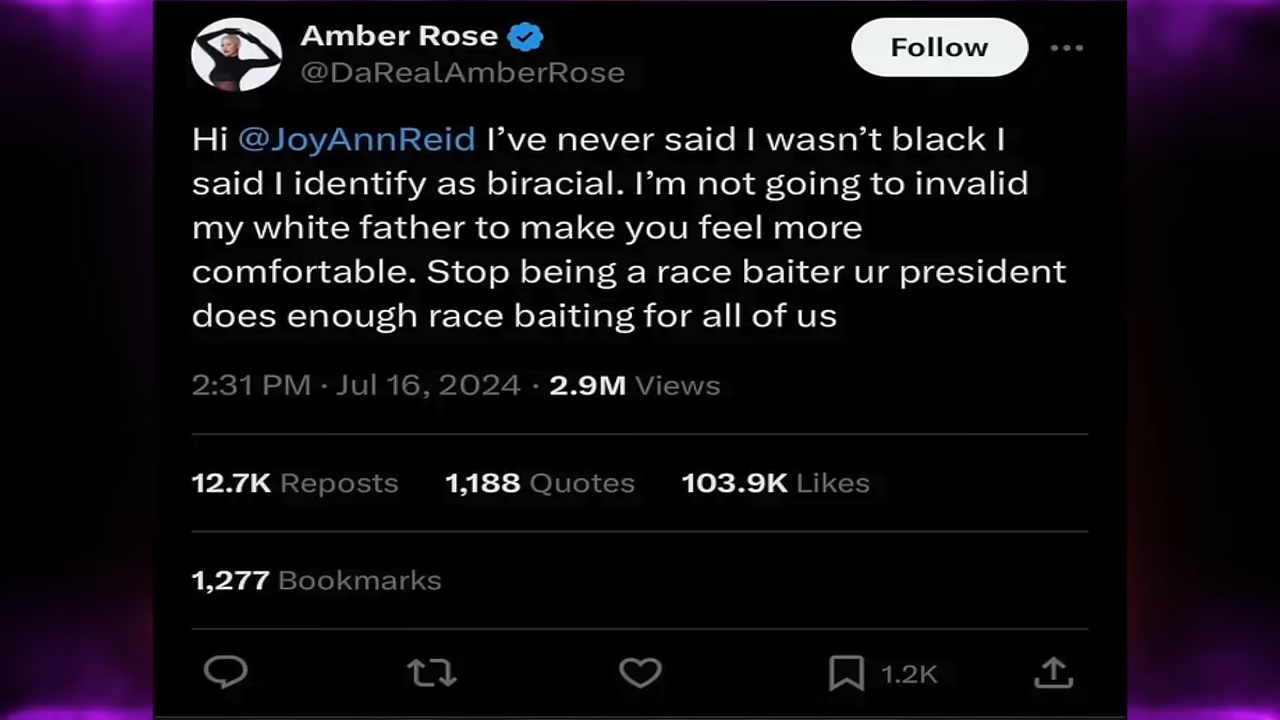 Amber Rose
@DaRealAmberRose
Follow
Hi @JoyAnnReid I’ve never said I wasn’t black I
said I identify as biracial. I’m not going to invalid
my white father to make you feel more
comfortable. Stop being a race baiter ur president
does enough race baiting for all of us
2:31 PM · Jul 16, 2024 · 2.9M Views
12.7K Reposts 1,188 Quotes 103.9K Likes
1,277 Bookmarks
1.2K